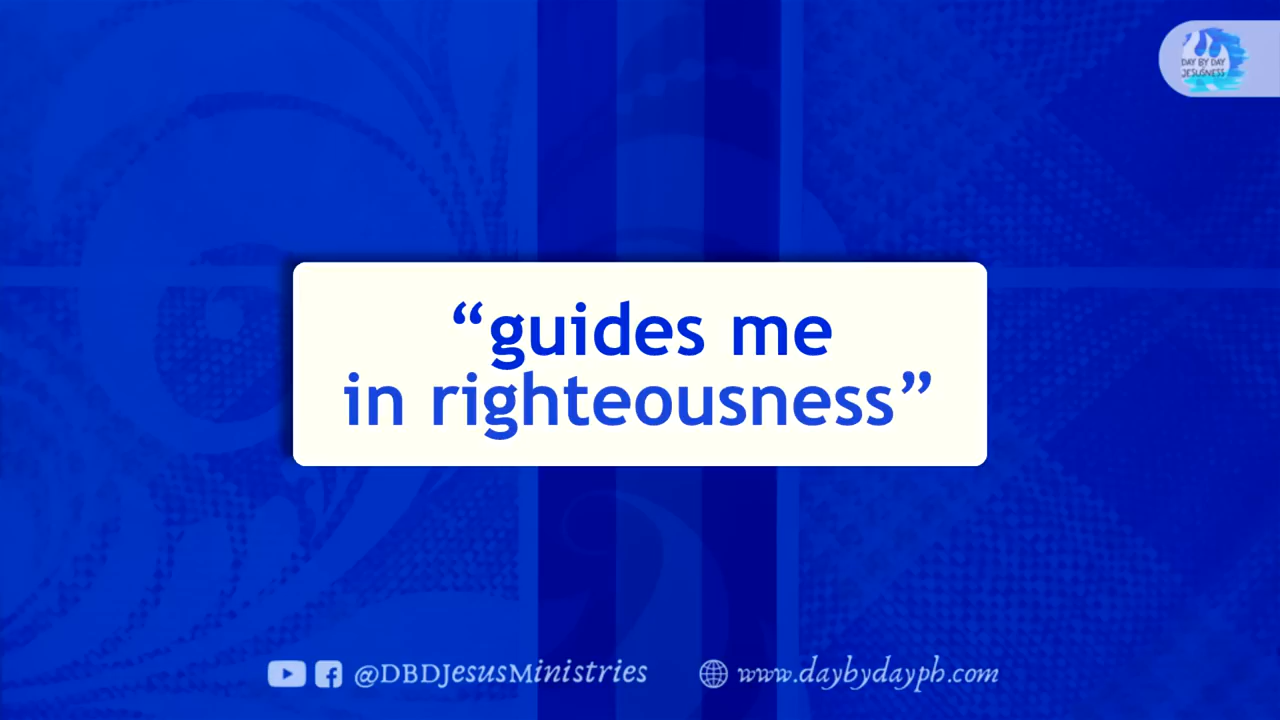 DAY BY DAY
JESUSNESS
“guides me
in righteousness”
@DBDJesusMinistries
www.daybydayph.com